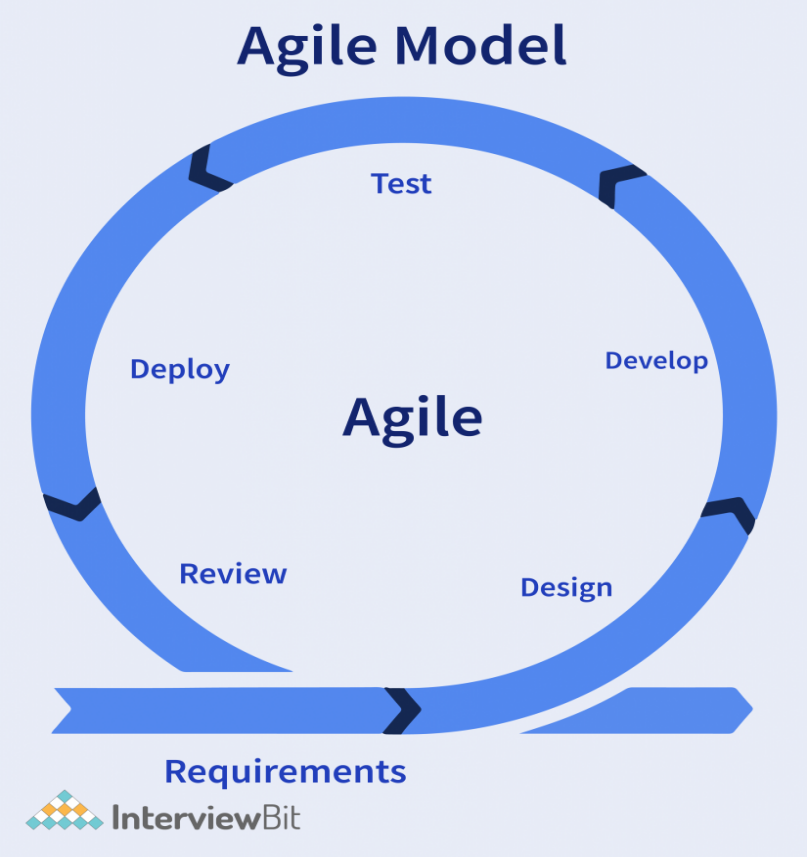 Agile Model
Test
Deploy
Develop
Agile
Review
Design
Requirements
InterviewBit